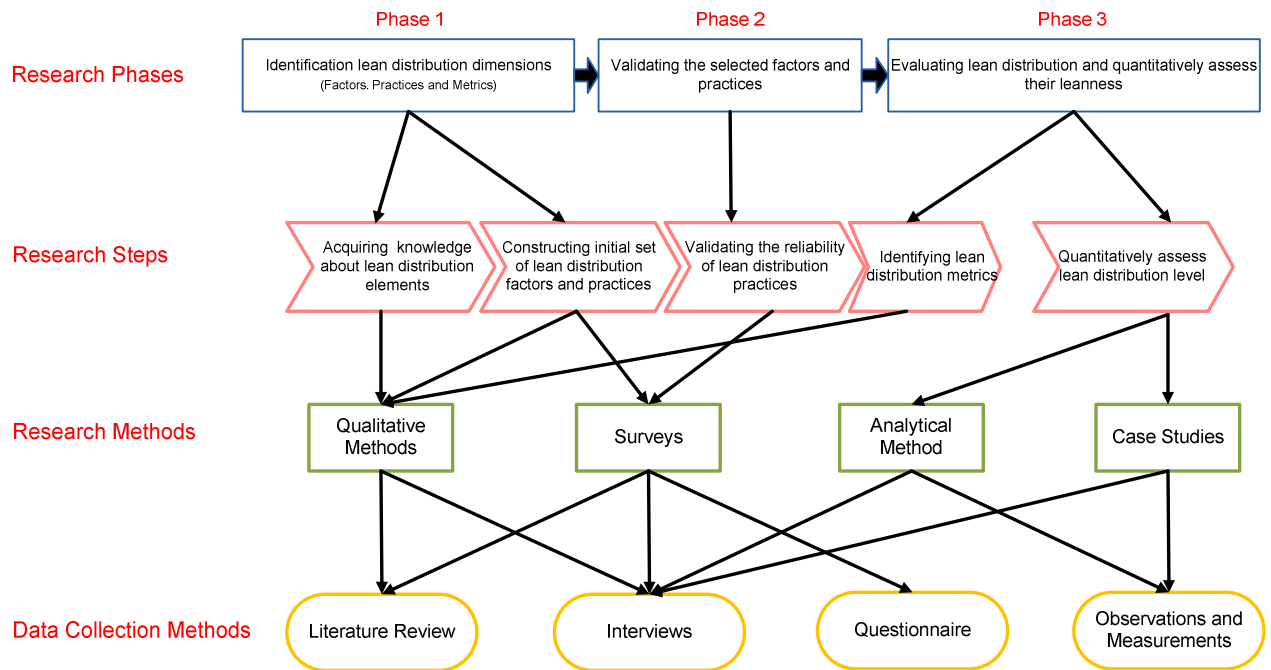 Phase 1
Phase 2
Phase 3
Research Phases
Identification lean distribution dimensions
(Factors. Practices and Metrics)
Validating the selected factors and
practices
Evaluating lean distribution and quantitatively assess
their leanness
Research Steps
Acquiring knowledge
about lean distribution
elements
Constructing initial set
of lean distribution
factors and practices
Validating the reliability
of lean distribution
practices
Identifying lean
distribution metrics
Quantitatively assess
lean distribution level
Research Methods
Qualitative
Methods
Surveys
Analytical
Method
Case Studies
Data Collection Methods
Literature Review
Interviews
Questionnaire
Observations and
Measurements